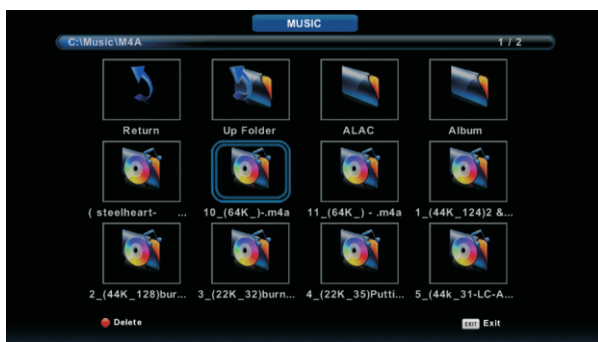 MUSIC
C:\Music\M4A 1 / 2
Return Up Folder ALAC Album
( steelheart- ... 10_(64K_)-.m4a 11_(64K_) - .m4a 1_(44K_124)2 &...
2_(44K_128)bur... 3_(22K_32)burn... 4_(22K_35)Putti... 5_(44k_31-LC-A...
Delete EXIT Exit